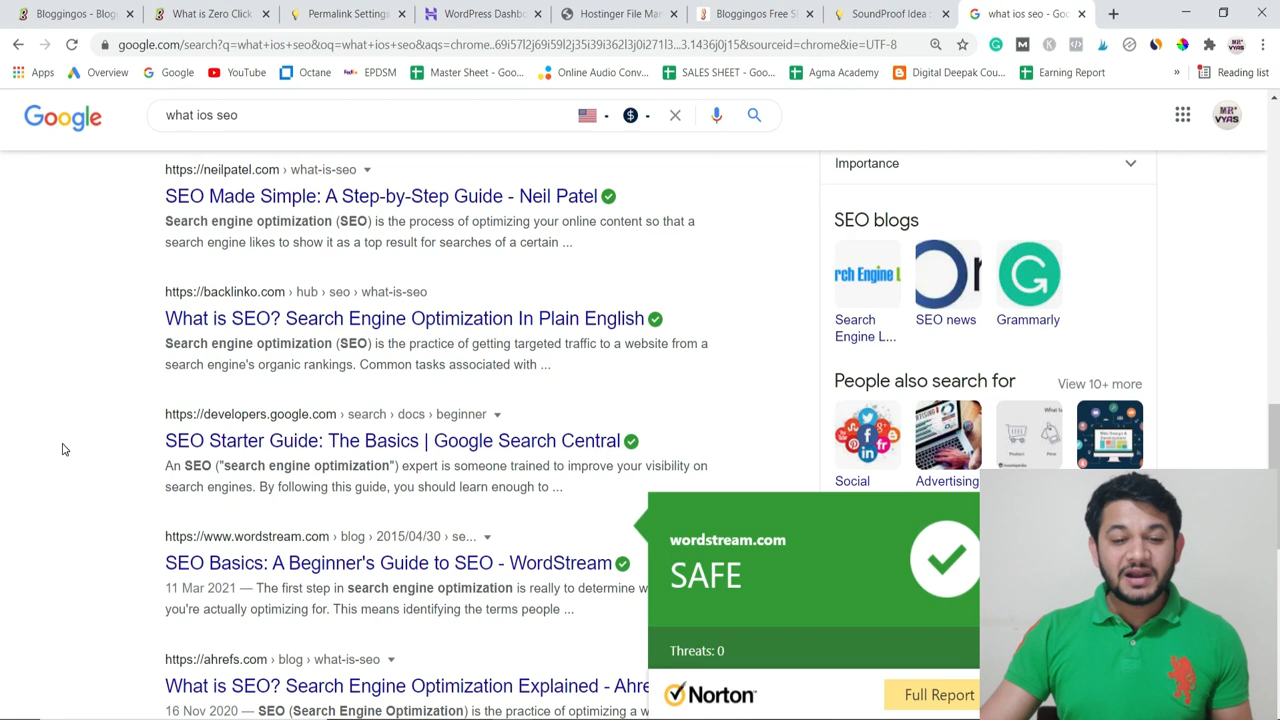 Bloggingos - Blog
What is Zero Click
Permalink Settings
WordPress Dashb
Hostinger File Man
Bloggingos Free S
SoundProof Idea
what ios seo - Goo
google.com/search?q=what+ios+seo&oq=what+ios+seo&aqs=chrome..69i57j69i59l2j35i39i362l3j0i271l3...3.1436j0j15&sourceid=chrome&ie=UTF-8
Apps
Overview
Google
YouTube
Octane
EPDSM
Master Sheet - Goo...
Online Audio Conv...
SALES SHEET - Goo...
Agma Academy
Digital Deepak Cou...
Earning Report
»
Reading list
Google
what ios seo
MR VYAS
https://neilpatel.com › what-is-seo
SEO Made Simple: A Step-by-Step Guide - Neil Patel
Search engine optimization (SEO) is the process of optimizing your online content so that a
search engine likes to show it as a top result for searches of a certain ...
https://backlinko.com › hub › seo › what-is-seo
What is SEO? Search Engine Optimization In Plain English
Search engine optimization (SEO) is the practice of getting targeted traffic to a website from a
search engine's organic rankings. Common tasks associated with ...
https://developers.google.com › search › docs › beginner
SEO Starter Guide: The Basics | Google Search Central
An SEO ("search engine optimization") expert is someone trained to improve your visibility on
search engines. By following this guide, you should learn enough to ...
https://www.wordstream.com › blog › 2015/04/30 › se...
SEO Basics: A Beginner's Guide to SEO - WordStream
11 Mar 2021 — The first step in search engine optimization is really to determine w
you're actually optimizing for. This means identifying the terms people ...
https://ahrefs.com › blog › what-is-seo
What is SEO? Search Engine Optimization Explained - Ahre
16 Nov 2020 — SEO (Search Engine Optimization) is the practice of optimizing a w
Importance
SEO blogs
rch Engine L
Search
Engine L...
SEO news
Grammarly
People also search for
View 10+ more
Social
Advertising
wordstream.com
SAFE
Threats: 0
Norton
Full Report